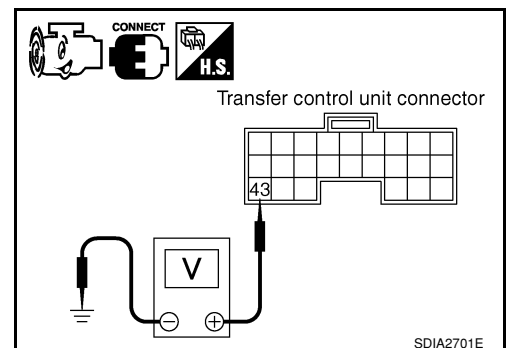 CONNECT
H.S.
Transfer control unit connector
43
V
− +
SDIA2701E